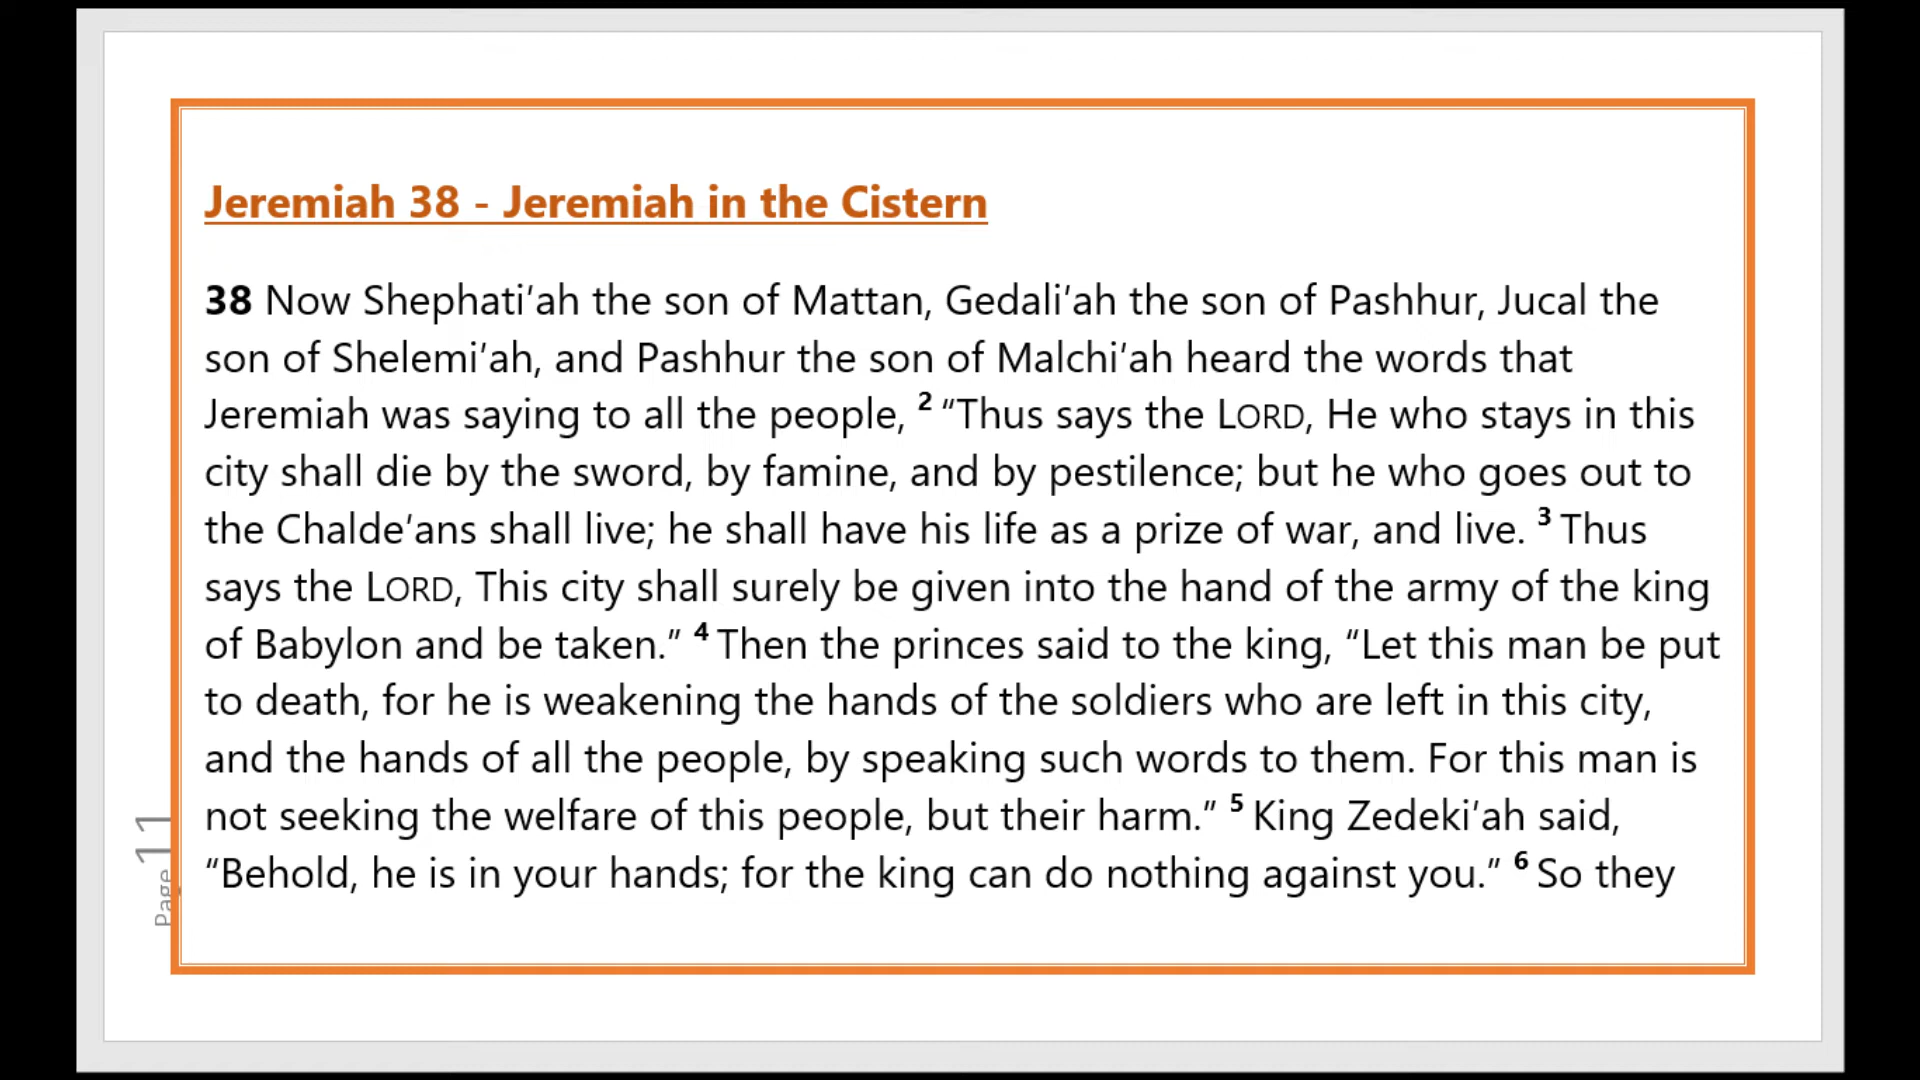 Jeremiah 38 - Jeremiah in the Cistern
38 Now Shephati′ah the son of Mattan, Gedali′ah the son of Pashhur, Jucal the
son of Shelemi′ah, and Pashhur the son of Malchi′ah heard the words that
Jeremiah was saying to all the people, 2 “Thus says the LORD, He who stays in this
city shall die by the sword, by famine, and by pestilence; but he who goes out to
the Chalde′ans shall live; he shall have his life as a prize of war, and live. 3 Thus
says the LORD, This city shall surely be given into the hand of the army of the king
of Babylon and be taken.” 4 Then the princes said to the king, “Let this man be put
to death, for he is weakening the hands of the soldiers who are left in this city,
and the hands of all the people, by speaking such words to them. For this man is
not seeking the welfare of this people, but their harm.” 5 King Zedeki′ah said,
“Behold, he is in your hands; for the king can do nothing against you.” 6 So they
Page 11